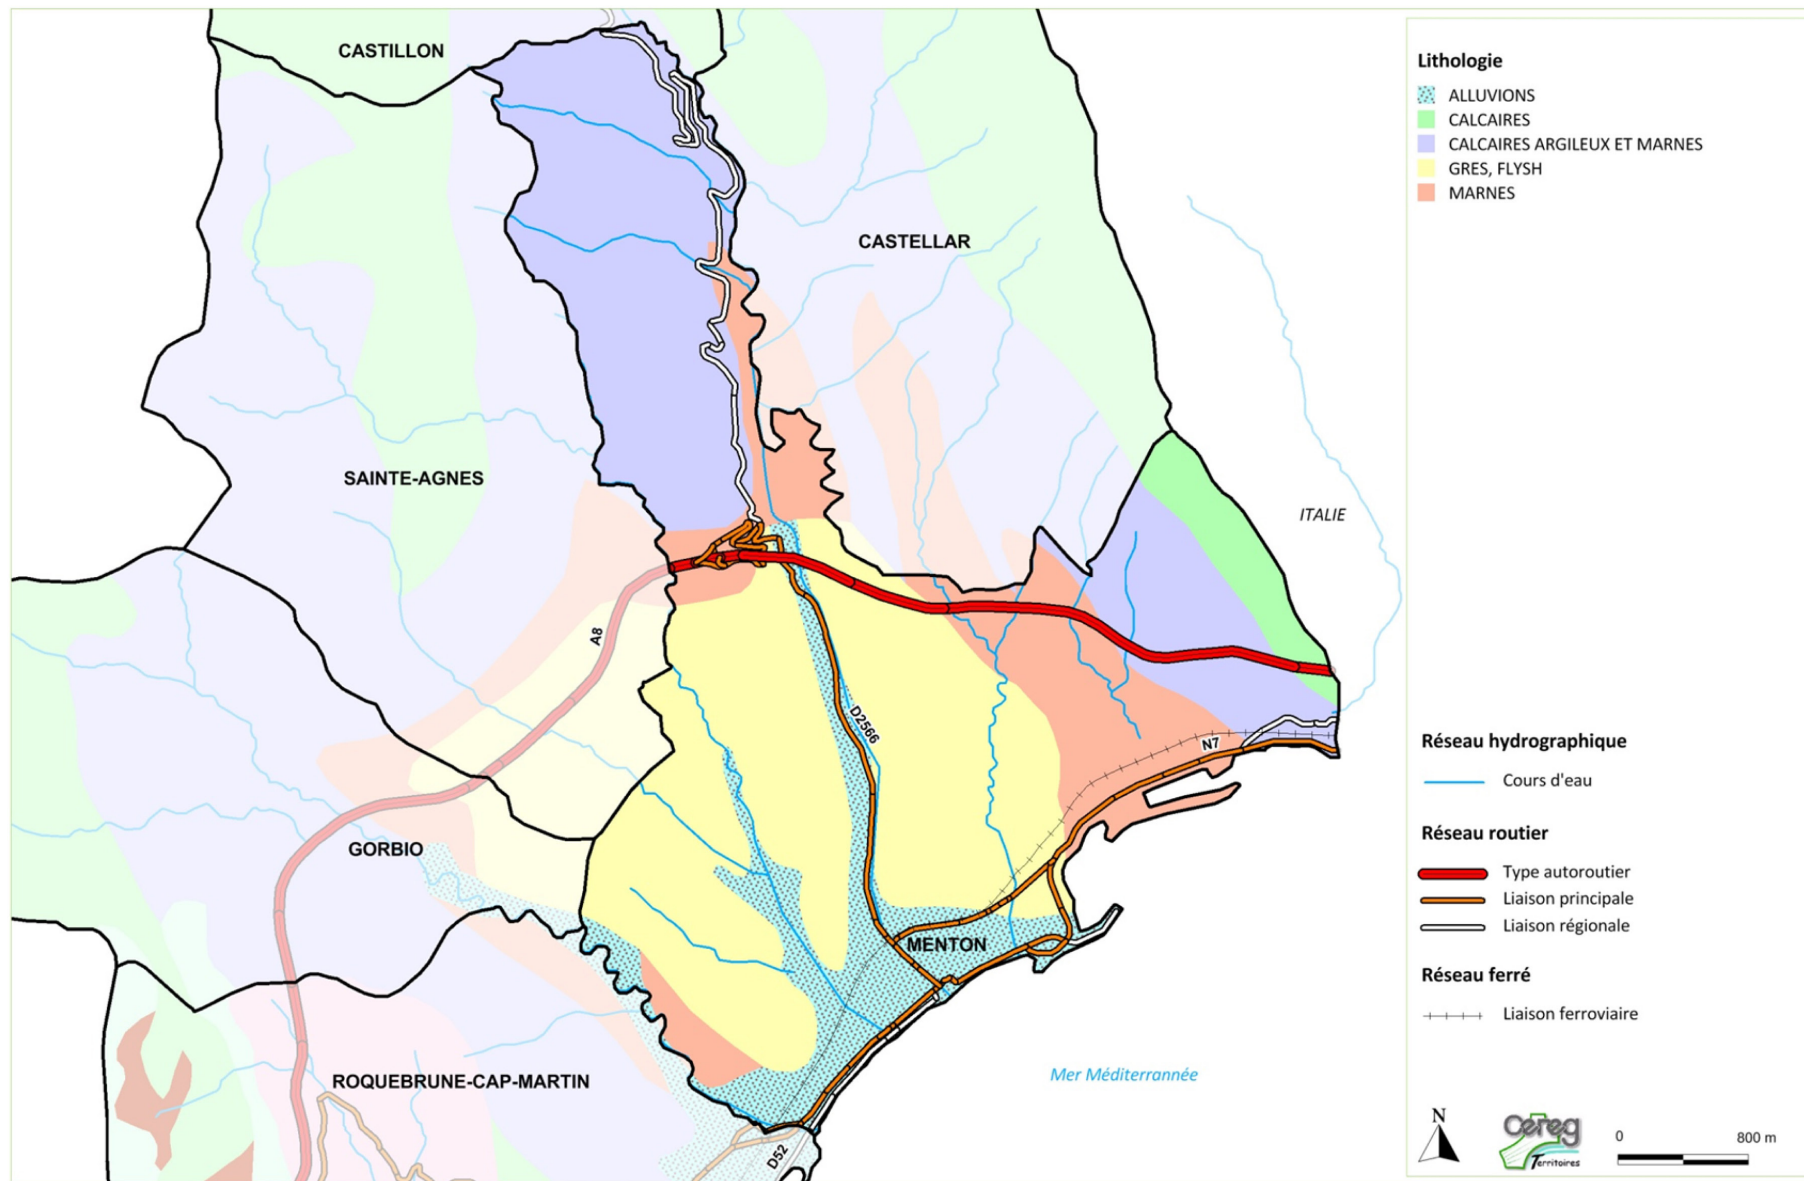 CASTILLON
CASTELLAR
SAINTE-AGNES
ITALIE
A8
D2566
N7
GORBIO
MENTON
ROQUEBRUNE-CAP-MARTIN
Mer Méditerrannée
D52
Lithologie
ALLUVIONS
CALCAIRES
CALCAIRES ARGILEUX ET MARNES
GRES, FLYSH
MARNES
Réseau hydrographique
Cours d'eau
Réseau routier
Type autoroutier
Liaison principale
Liaison régionale
Réseau ferré
Liaison ferroviaire
N
Cereg
Territoires
0 800 m